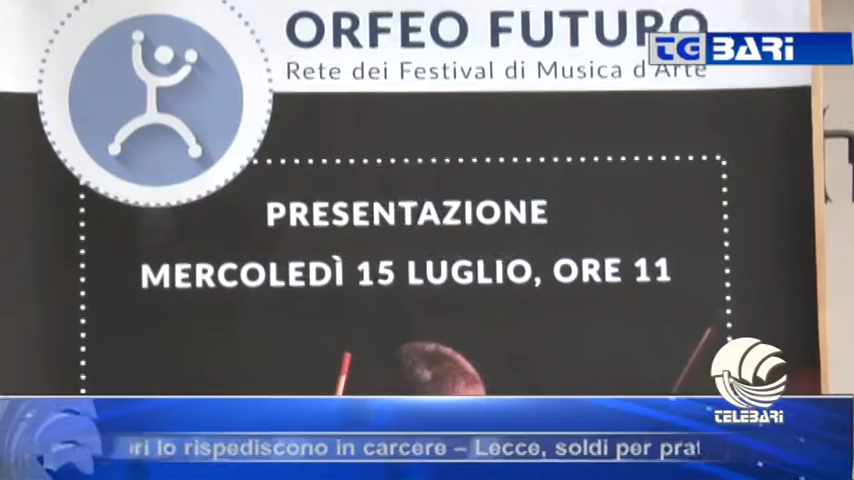 ORFEO FUTURO
Rete dei Festival di Musica d'Arte
TG BARI
PRESENTAZIONE
MERCOLEDÌ 15 LUGLIO, ORE 11
TELEBARI
lo rispediscono in carcere – Lecce, soldi per